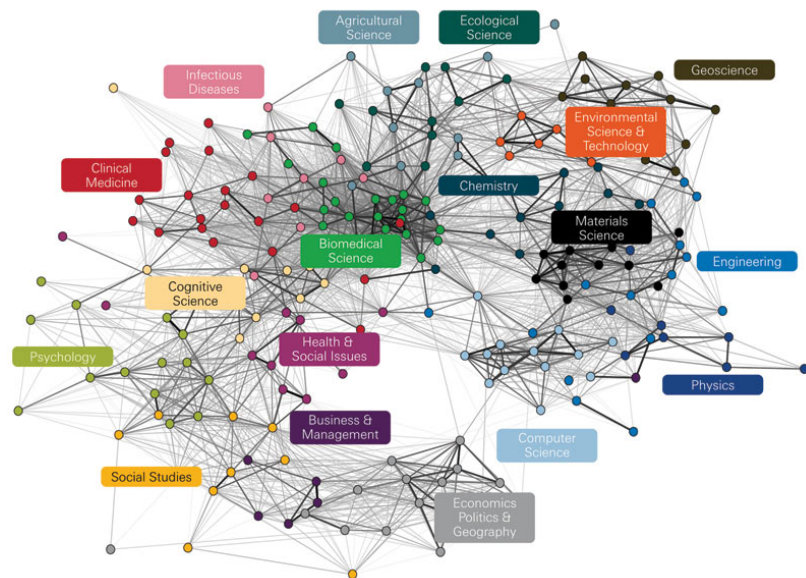 Agricultural
Science
Ecological
Science
Geoscience
Infectious
Diseases
Environmental
Science &
Technology
Clinical
Medicine
Chemistry
Materials
Science
Biomedical
Science
Engineering
Cognitive
Science
Health &
Social Issues
Psychology
Physics
Business &
Management
Computer
Science
Social Studies
Economics
Politics &
Geography